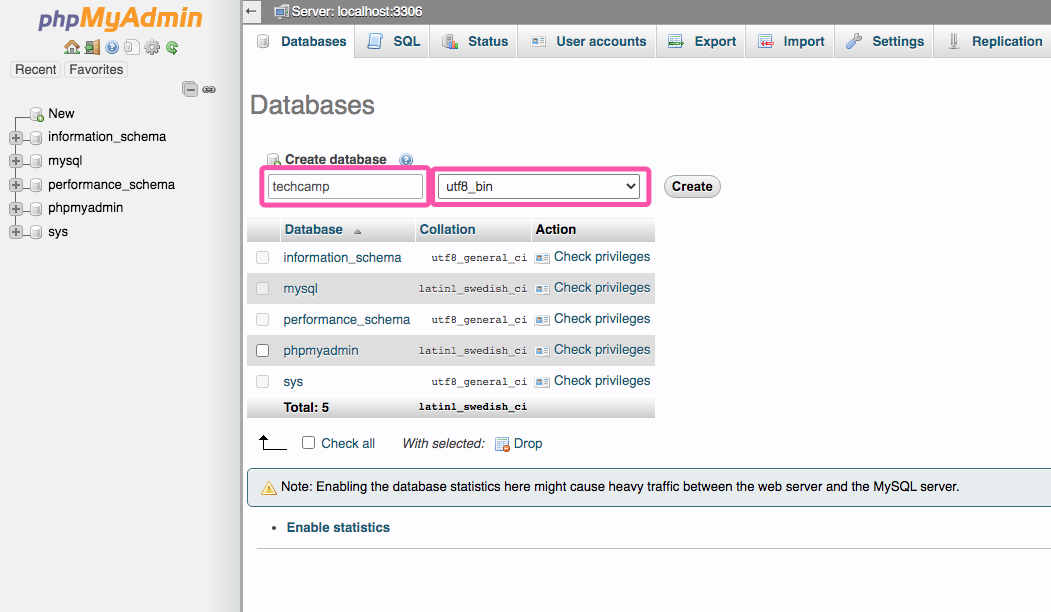 phpMyAdmin
Recent Favorites
New
information_schema
mysql
performance_schema
phpmyadmin
sys
Server: localhost:3306
Databases SQL Status User accounts Export Import Settings Replication
Databases
Create database
techcamp utf8_bin Create
Database Collation Action
information_schema utf8_general_ci Check privileges
mysql latin1_swedish_ci Check privileges
performance_schema utf8_general_ci Check privileges
phpmyadmin latin1_swedish_ci Check privileges
sys utf8_general_ci Check privileges
Total: 5 latin1_swedish_ci
Check all With selected: Drop
Note: Enabling the database statistics here might cause heavy traffic between the web server and the MySQL server.
Enable statistics